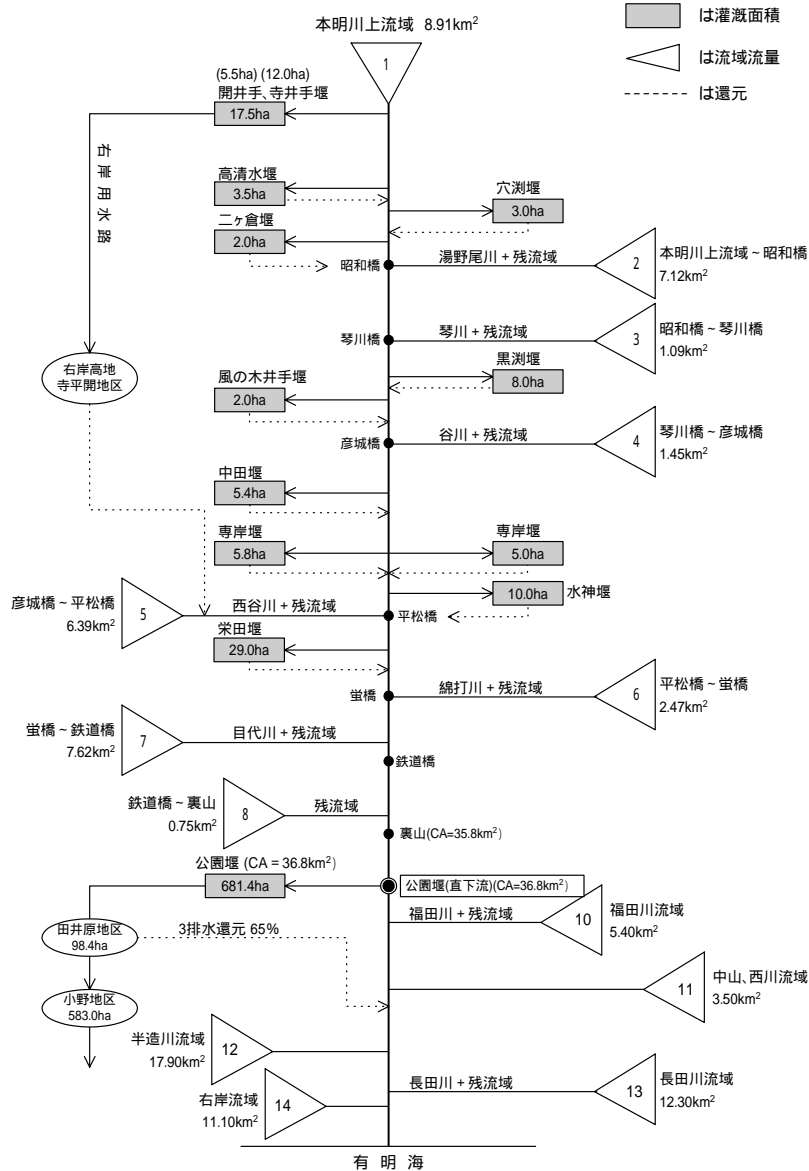 本明川上流域 8.91km²
は灌漑面積
は流域流量
は還元
1
(5.5ha) (12.0ha)
開井手、寺井手堰
17.5ha
右岸用水路
高清水堰
3.5ha
穴渕堰
3.0ha
二ヶ倉堰
2.0ha
昭和橋
湯野尾川 + 残流域
2
本明川上流域 ~ 昭和橋
7.12km²
琴川橋
琴川 + 残流域
3
昭和橋 ~ 琴川橋
1.09km²
右岸高地
寺平開地区
黒渕堰
8.0ha
風の木井手堰
2.0ha
彦城橋
谷川 + 残流域
4
琴川橋 ~ 彦城橋
1.45km²
中田堰
5.4ha
専岸堰
5.8ha
専岸堰
5.0ha
10.0ha
水神堰
彦城橋 ~ 平松橋
6.39km²
5
西谷川 + 残流域
平松橋
栄田堰
29.0ha
蛍橋
綿打川 + 残流域
6
平松橋 ~ 蛍橋
2.47km²
蛍橋 ~ 鉄道橋
7.62km²
7
目代川 + 残流域
鉄道橋
鉄道橋 ~ 裏山
0.75km²
8
残流域
裏山(CA=35.8km²)
公園堰 (CA = 36.8km²)
681.4ha
公園堰(直下流)(CA=36.8km²)
福田川 + 残流域
10
福田川流域
5.40km²
田井原地区
98.4ha
3排水還元 65%
11
中山、西川流域
3.50km²
小野地区
583.0ha
半造川流域
17.90km²
12
長田川 + 残流域
13
長田川流域
12.30km²
右岸流域
11.10km²
14
有明海